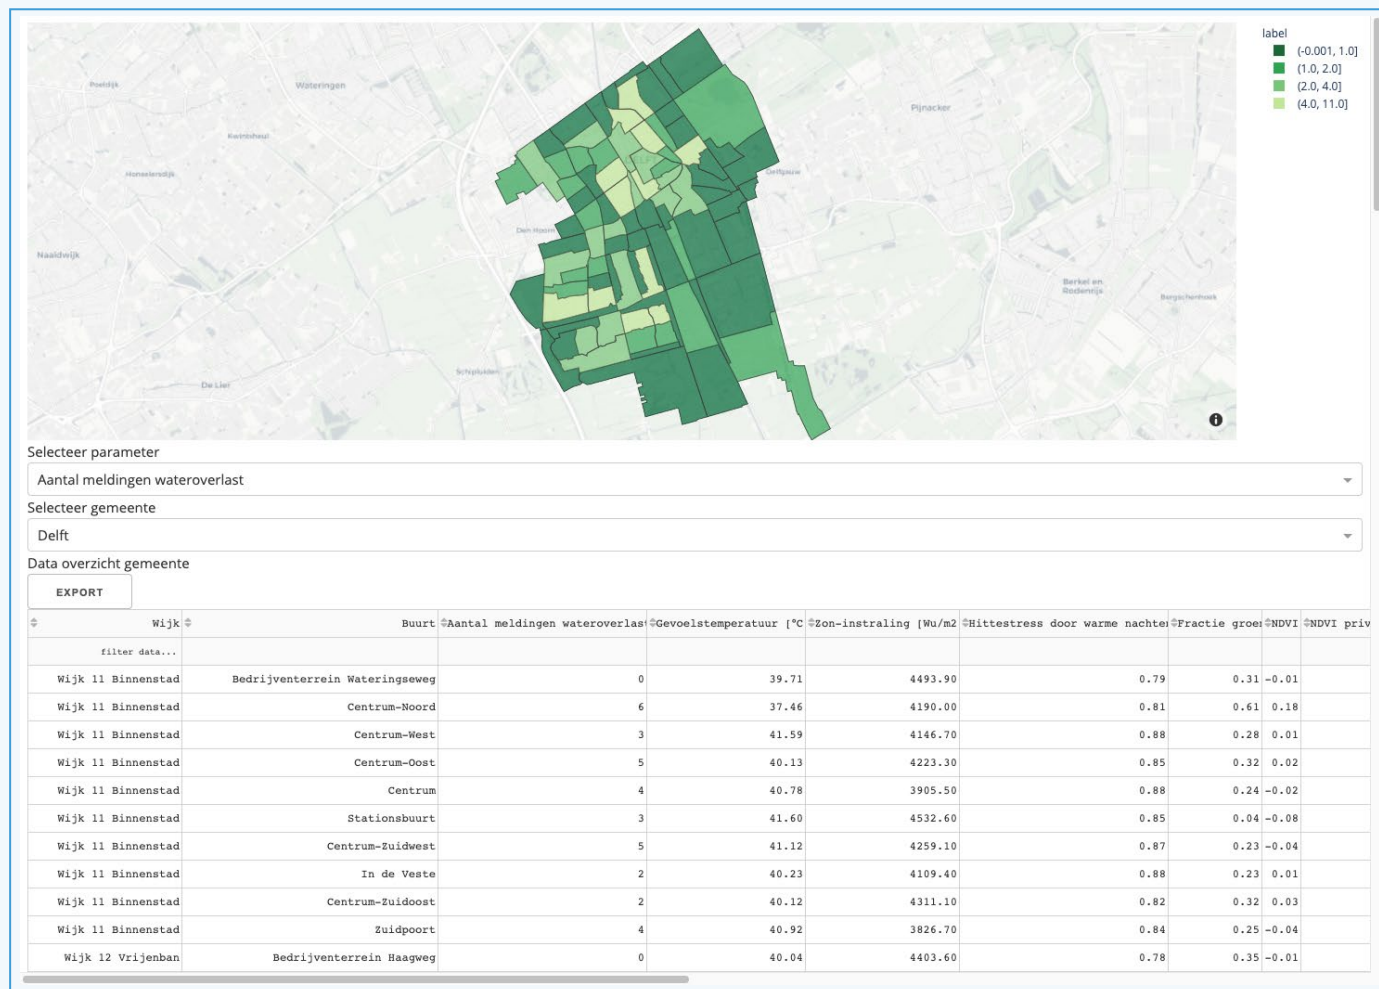 label
(-0.001, 1.0]
(1.0, 2.0]
(2.0, 4.0]
(4.0, 11.0]
Poeldijk
Wateringen
Pijnacker
Kwintsheul
Honselersdijk
Delfgauw
DELFT
Den Hoorn
Naaldwijk
Berkel en
Rodenrijs
Bergschenhoek
De Lier
Schipluiden
Selecteer parameter
Aantal meldingen wateroverlast
Selecteer gemeente
Delft
Data overzicht gemeente
EXPORT
Wijk Buurt Aantal meldingen wateroverlast Gevoelstemperatuur [°C Zon-instraling [Wu/m2 Hittestress door warme nachten Fractie groen NDVI NDVI priv
filter data...
Wijk 11 Binnenstad Bedrijventerrein Wateringseweg 0 39.71 4493.90 0.79 0.31 -0.01
Wijk 11 Binnenstad Centrum-Noord 6 37.46 4190.00 0.81 0.61 0.18
Wijk 11 Binnenstad Centrum-West 3 41.59 4146.70 0.88 0.28 0.01
Wijk 11 Binnenstad Centrum-Oost 5 40.13 4223.30 0.85 0.32 0.02
Wijk 11 Binnenstad Centrum 4 40.78 3905.50 0.88 0.24 -0.02
Wijk 11 Binnenstad Stationsbuurt 3 41.60 4532.60 0.85 0.04 -0.08
Wijk 11 Binnenstad Centrum-Zuidwest 5 41.12 4259.10 0.87 0.23 -0.04
Wijk 11 Binnenstad In de Veste 2 40.23 4109.40 0.88 0.23 0.01
Wijk 11 Binnenstad Centrum-Zuidoost 2 40.12 4311.10 0.82 0.32 0.03
Wijk 11 Binnenstad Zuidpoort 4 40.92 3826.70 0.84 0.25 -0.04
Wijk 12 Vrijenban Bedrijventerrein Haagweg 0 40.04 4403.60 0.78 0.35 -0.01